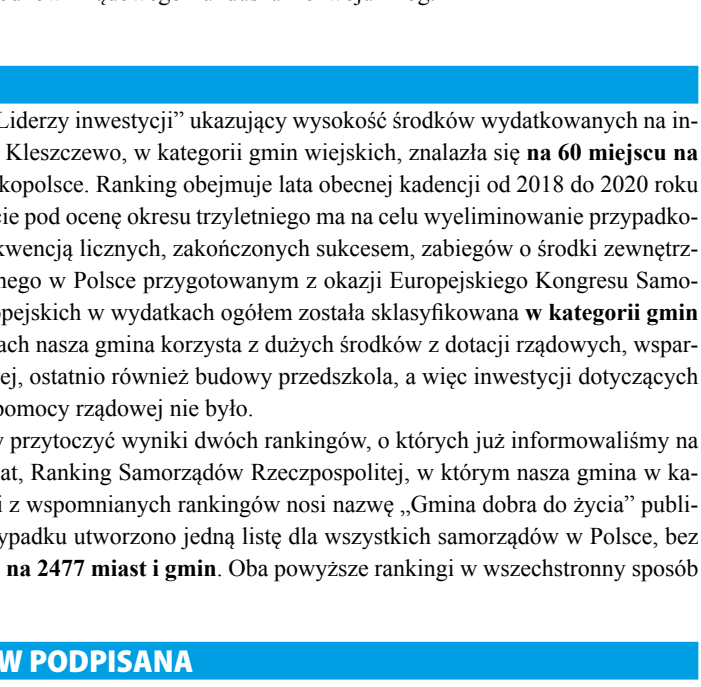 Liderzy inwestycji” ukazujący wysokość środków wydatkowanych na in-
Kleszczewo, w kategorii gmin wiejskich, znalazła się na 60 miejscu na
kopolsce. Ranking obejmuje lata obecnej kadencji od 2018 do 2020 roku
cie pod ocenę okresu trzyletniego ma na celu wyeliminowanie przypadko-
kwencją licznych, zakończonych sukcesem, zabiegów o środki zewnętrz-
nego w Polsce przygotowanym z okazji Europejskiego Kongresu Samo-
pejskich w wydatkach ogółem została sklasyfikowana w kategorii gmin
ach nasza gmina korzysta z dużych środków z dotacji rządowych, wspar-
ej, ostatnio również budowy przedszkola, a więc inwestycji dotyczących
pomocy rządowej nie było.
y przytoczyć wyniki dwóch rankingów, o których już informowaliśmy na
at, Ranking Samorządów Rzeczpospolitej, w którym nasza gmina w ka-
i z wspomnianych rankingów nosi nazwę „Gmina dobra do życia” publi-
ypadku utworzono jedną listę dla wszystkich samorządów w Polsce, bez
na 2477 miast i gmin. Oba powyższe rankingi w wszechstronny sposób
W PODPISANA